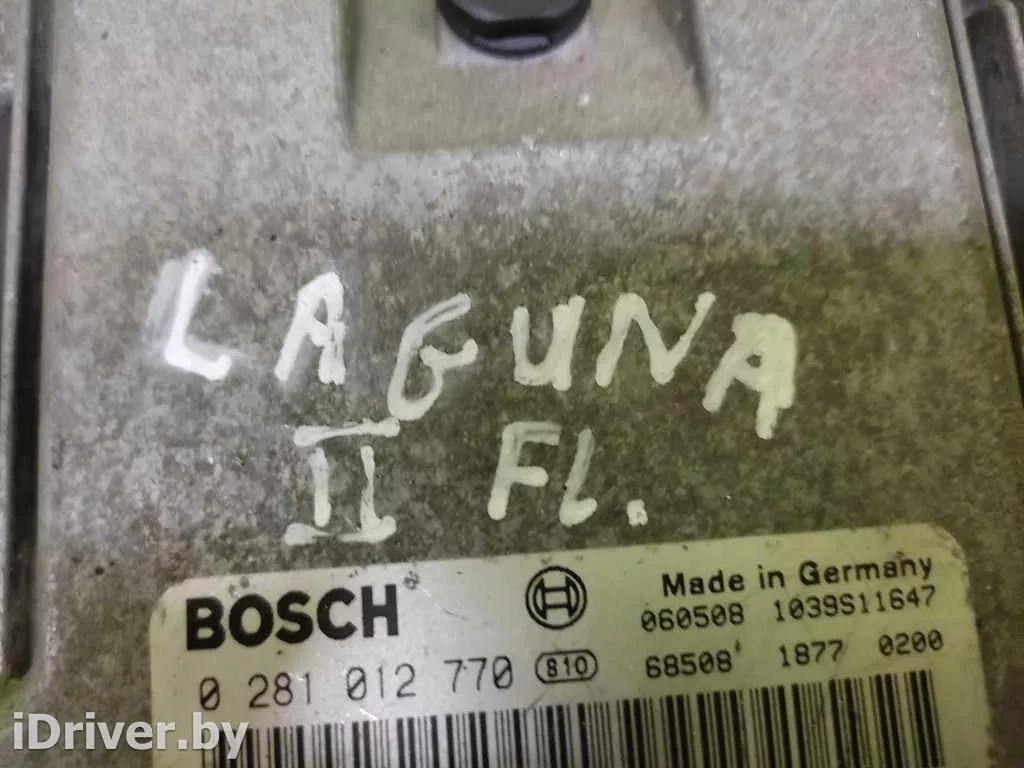 LAGUNA
II FL.
BOSCH Made in Germany
060508 1039S11647
0 281 012 770 810 68508 1877 0200
iDriver.by